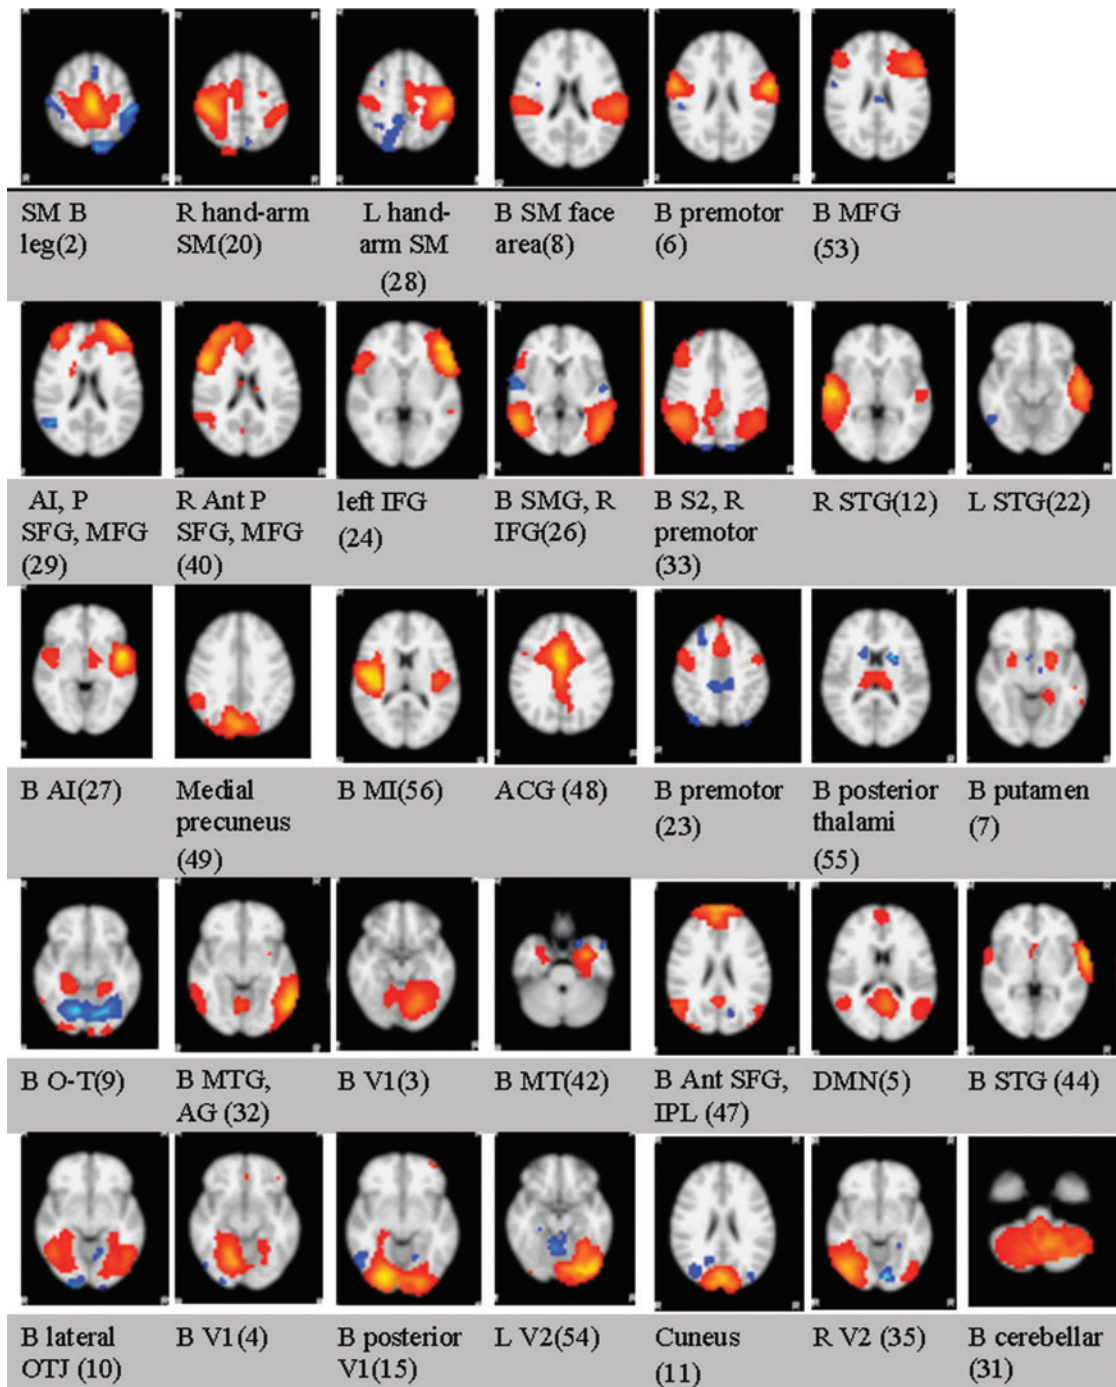 SM B
leg(2)
R hand-arm
SM(20)
L hand-
arm SM
(28)
B SM face
area(8)
B premotor
(6)
B MFG
(53)
AI, P
SFG, MFG
(29)
R Ant P
SFG, MFG
(40)
left IFG
(24)
B SMG, R
IFG(26)
B S2, R
premotor
(33)
R STG(12)
L STG(22)
B AI(27)
Medial
precuneus
(49)
B MI(56)
ACG (48)
B premotor
(23)
B posterior
thalami
(55)
B putamen
(7)
B O-T(9)
B MTG,
AG (32)
B V1(3)
B MT(42)
B Ant SFG,
IPL (47)
DMN(5)
B STG (44)
B lateral
OTJ (10)
B V1(4)
B posterior
V1(15)
L V2(54)
Cuneus
(11)
R V2 (35)
B cerebellar
(31)